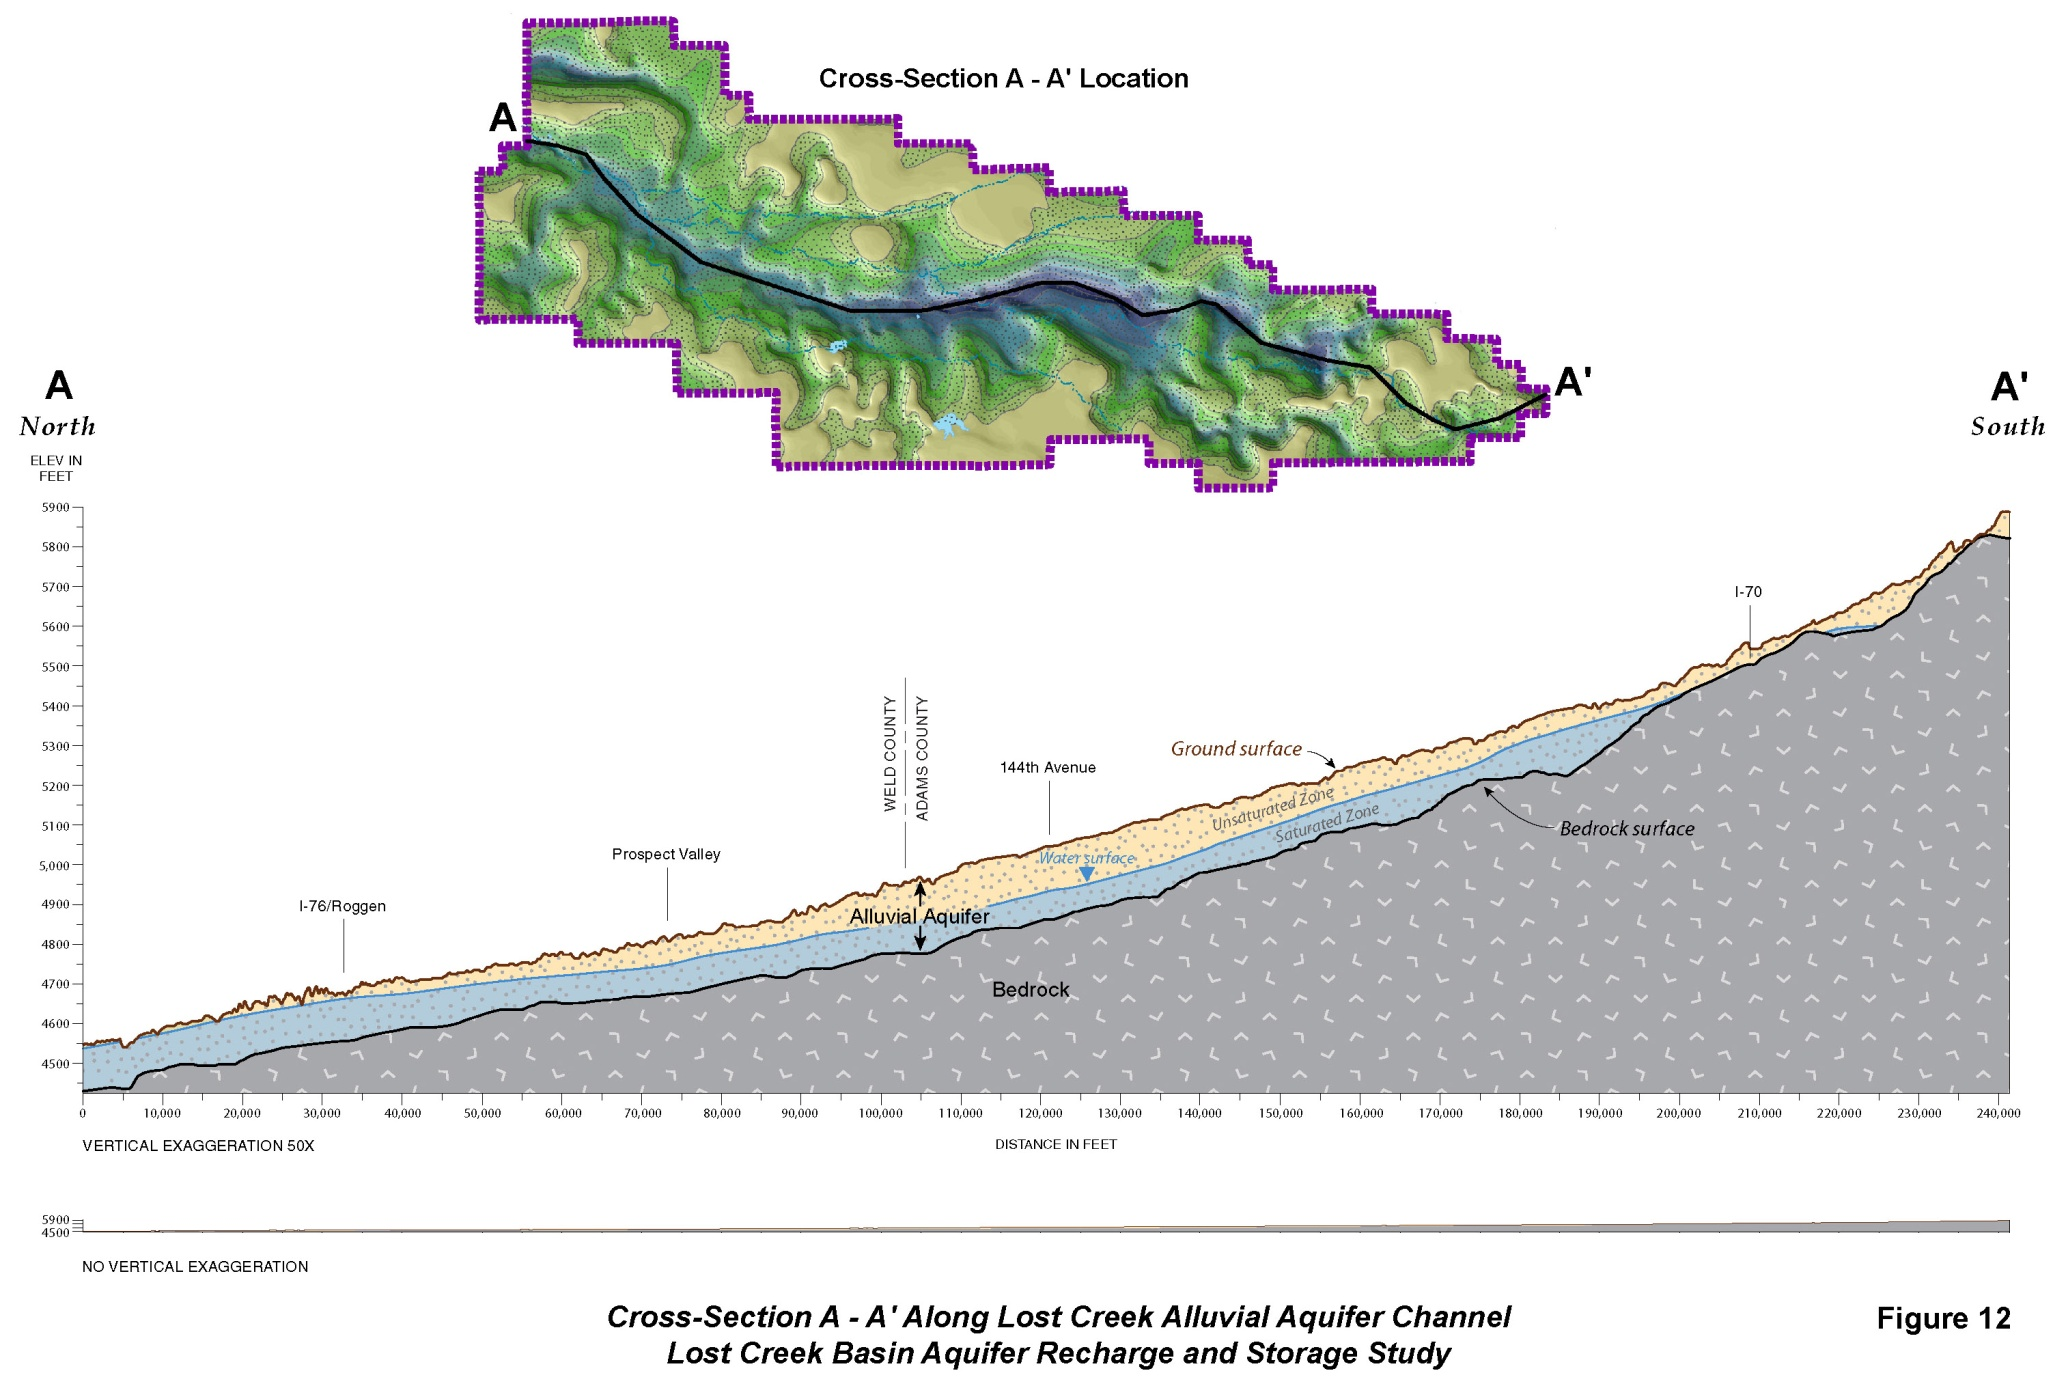 Cross-Section A - A' Location
A
A'
A
North
A'
South
ELEV IN
FEET
5900
5800
5700
5600
5500
5400
5300
5200
5100
5,000
4900
4800
4700
4600
4500
I-76/Roggen
Prospect Valley
WELD COUNTY
ADAMS COUNTY
144th Avenue
Ground surface
I-70
Unsaturated Zone
Saturated Zone
Water surface
Alluvial Aquifer
Bedrock surface
Bedrock
0
10,000
20,000
30,000
40,000
50,000
60,000
70,000
80,000
90,000
100,000
110,000
120,000
130,000
140,000
150,000
160,000
170,000
180,000
190,000
200,000
210,000
220,000
230,000
240,000
VERTICAL EXAGGERATION 50X
DISTANCE IN FEET
5900
4500
NO VERTICAL EXAGGERATION
Cross-Section A - A' Along Lost Creek Alluvial Aquifer Channel
Lost Creek Basin Aquifer Recharge and Storage Study
Figure 12